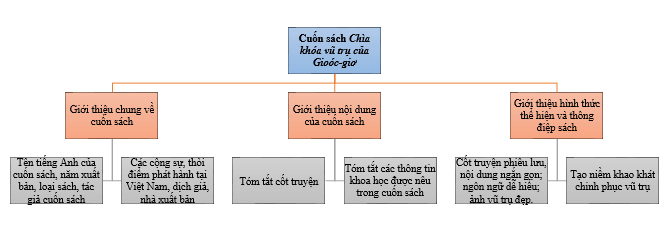 Cuốn sách Chìa
khóa vũ trụ của
Gioóc-giơ
Giới thiệu chung về
cuốn sách
Giới thiệu nội dung
của cuốn sách
Giới thiệu hình thức
thể hiện và thông
điệp sách
Tên tiếng Anh của
cuốn sách, năm xuất
bản, loại sách, tác
giả cuốn sách
Các cộng sự, thời
điểm phát hành tại
Việt Nam, dịch giả,
nhà xuất bản
Tóm tắt cốt truyện
Tóm tắt các thông tin
khoa học được nêu
trong cuốn sách
Cốt truyện phiêu lưu,
nội dung ngắn gọn;
ngôn ngữ dễ hiểu;
ảnh vũ trụ đẹp.
Tạo niềm khao khát
chinh phục vũ trụ